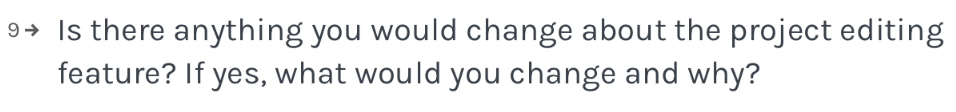 9→ Is there anything you would change about the project editing
feature? If yes, what would you change and why?